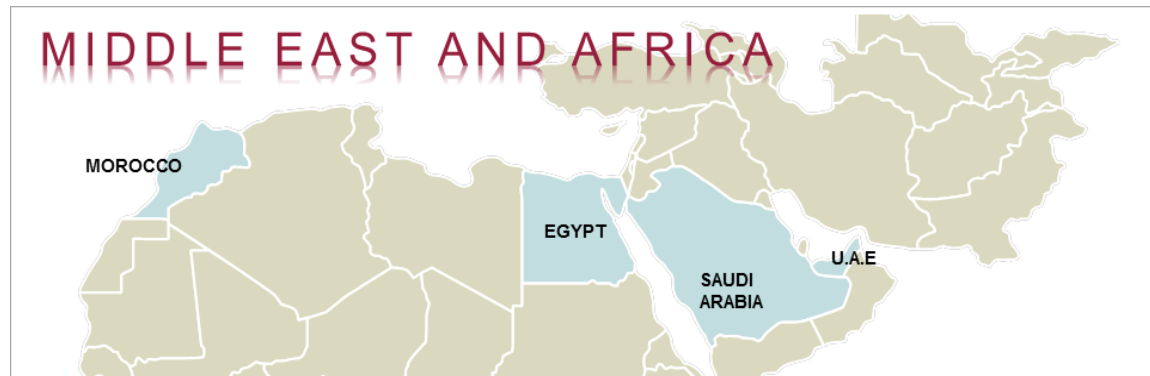 MIDDLE EAST AND AFRICA
MOROCCO
EGYPT
U.A.E
SAUDI
ARABIA